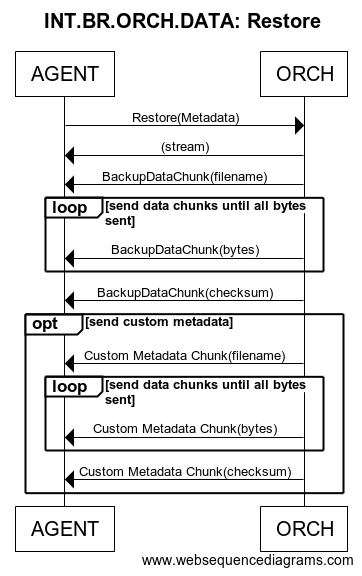 INT.BR.ORCH.DATA: Restore
AGENT
ORCH
Restore(Metadata)
(stream)
BackupDataChunk(filename)
loop
[send data chunks until all bytes
sent]
BackupDataChunk(bytes)
BackupDataChunk(checksum)
opt
[send custom metadata]
Custom Metadata Chunk(filename)
loop
[send data chunks until all bytes
sent]
Custom Metadata Chunk(bytes)
Custom Metadata Chunk(checksum)
AGENT
ORCH
www.websequencediagrams.com